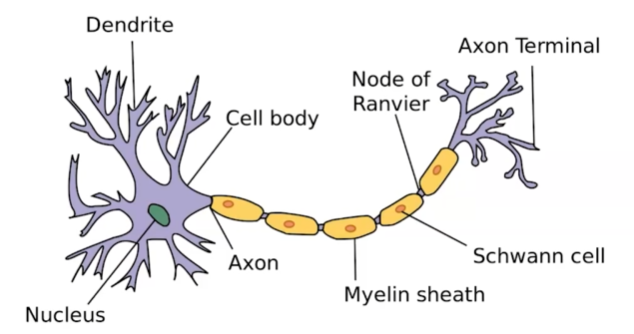 Dendrite
Axon Terminal
Node of
Ranvier
Cell body
Axon
Schwann cell
Myelin sheath
Nucleus